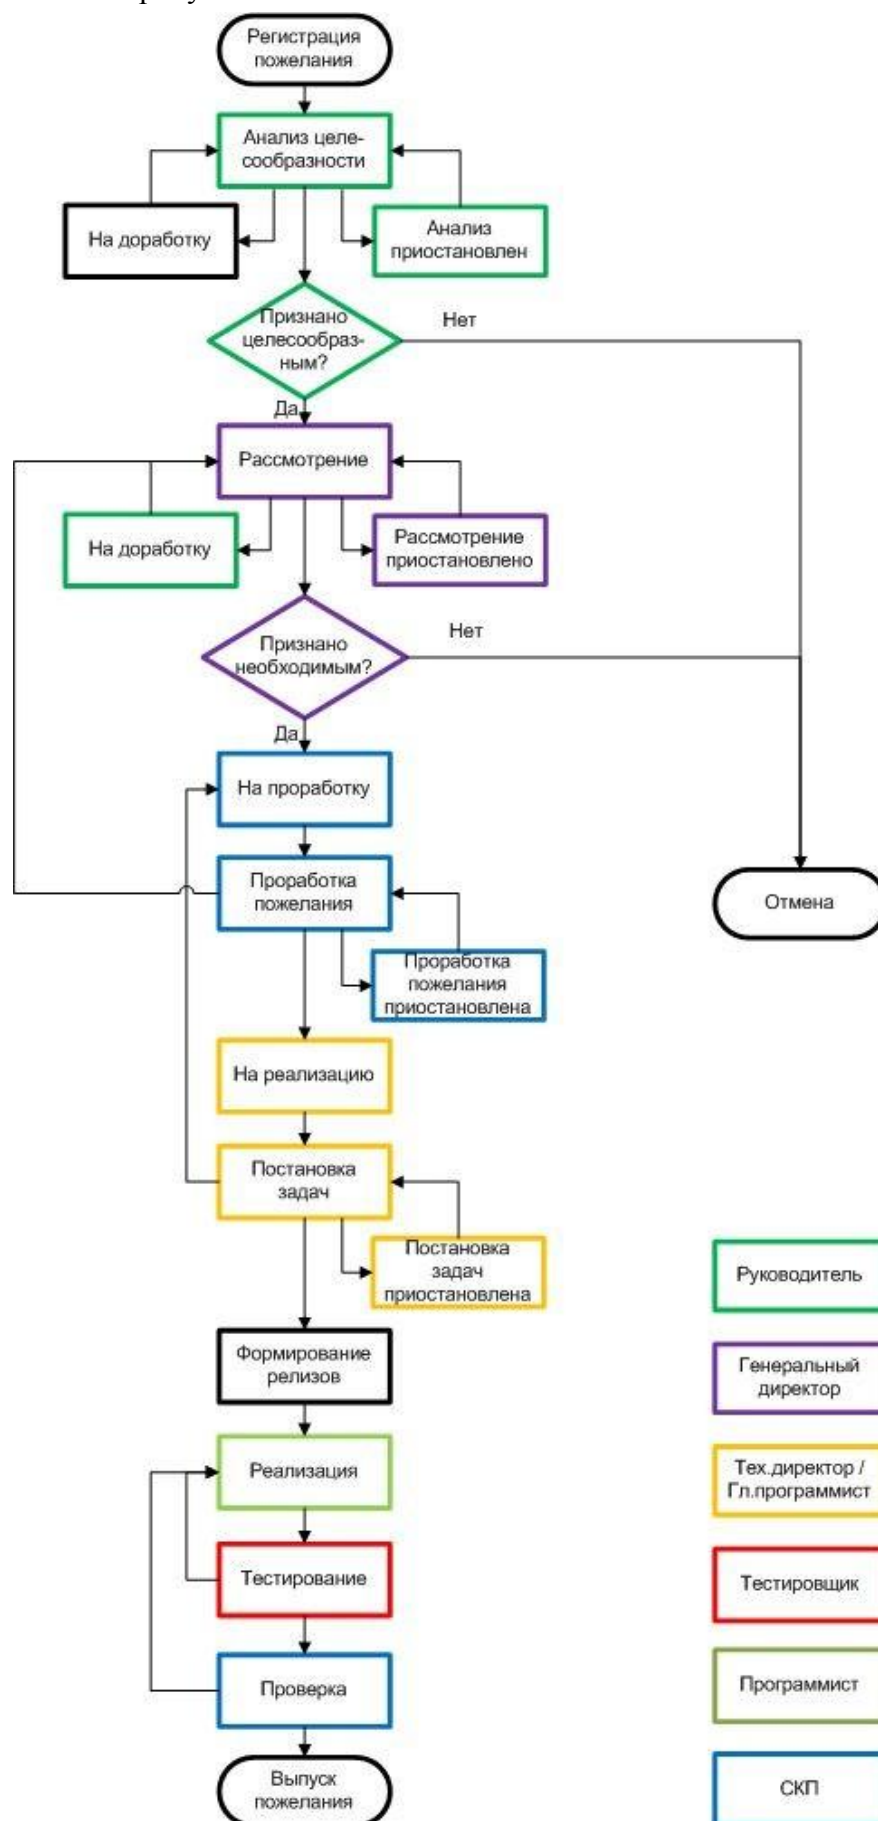 Регистрация
пожелания
Анализ целе-
сообразности
На доработку
Анализ
приостановлен
Признано
целесообраз-
ным?
Нет
Да
Рассмотрение
На доработку
Рассмотрение
приостановлено
Признано
необходимым?
Нет
Да
На проработку
Проработка
пожелания
Отмена
Проработка
пожелания
приостановлена
На реализацию
Постановка
задач
Постановка
задач
приостановлена
Руководитель
Формирование
релизов
Генеральный
директор
Реализация
Тех.директор /
Гл.программист
Тестирование
Тестировщик
Проверка
Программист
Выпуск
пожелания
СКП